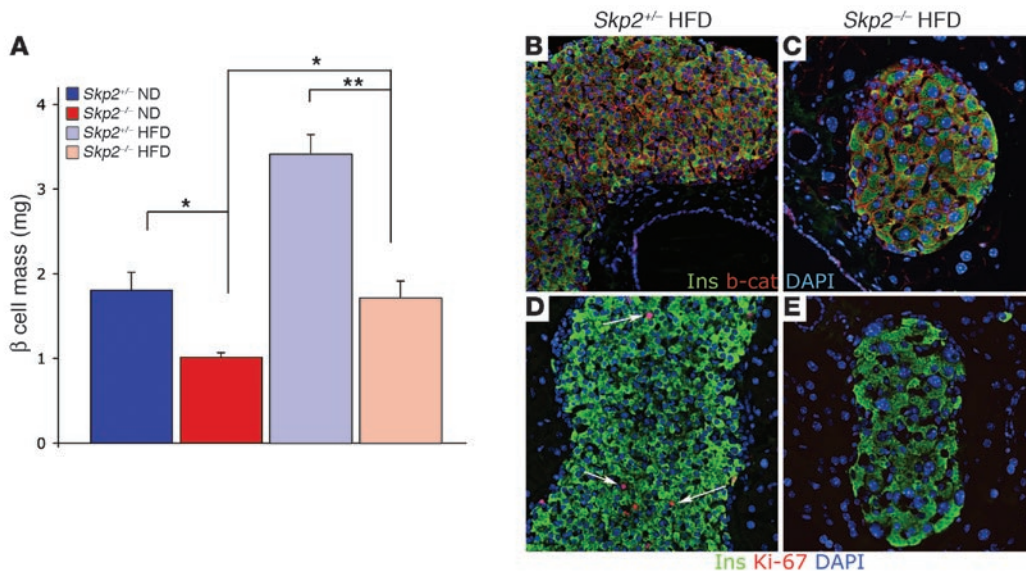 A
Skp2+/– ND
Skp2–/– ND
Skp2+/– HFD
Skp2–/– HFD
*
*
**
4
3
2
1
0
β cell mass (mg)
Skp2+/– HFD
Skp2–/– HFD
B
C
Ins b-cat DAPI
D
E
Ins Ki-67 DAPI